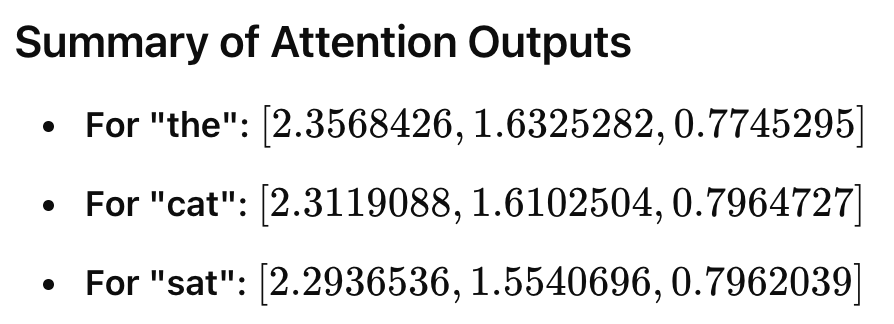 Summary of Attention Outputs
• For "the": [2.3568426, 1.6325282, 0.7745295]
• For "cat": [2.3119088, 1.6102504, 0.7964727]
• For "sat": [2.2936536, 1.5540696, 0.7962039]